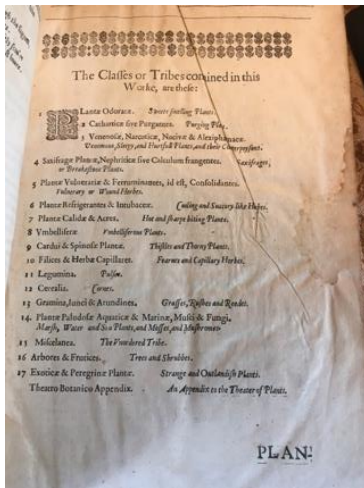 The Classes or Tribes contained in this
Worke, are these:
1 Plantæ Odoratæ. Sweete smelling Plants.
2 Catharticæ sive Purgantes. Purging
3 Venenosæ, Narcoticæ, Nocivæ & Alexipharmacæ.
Venemous, Sleepy, and Hurtfull Plants, and their Counterpoysons.
4 Saxifragæ Plantæ, Nephriticæ sive Calculum frangentes. Saxifrages,
or Breakestone Plants.
5 Plantæ Vulnerariæ & Ferruminantes, id est, Consolidantes.
Vulnerary or Wound Herbes.
6 Plantæ Refrigerantes & Intubaceæ. Cooling and Succory like Herbes.
7 Plantæ Calidæ & Acres. Hot and sharpe biting Plants.
8 Umbelliferæ Umbelliferous Plants.
9 Cardui & Spinosæ Plantæ. Thistles and Thorny Plants.
10 Filices & Herbæ Capillares. Fearnes and Capillary Herbes.
11 Legumina. Pulses.
12 Cerealia. Cornes.
13 Gramina, Iunci & Arundines. Grasses, Rushes and Reedes.
14. Plantæ Paludosæ Aquaticæ & Marinæ, Musci & Fungi.
Marsh, Water and Sea Plants, and Mosses, and Mushromes
15 Miscelanea. The Vnordered Tribe.
16 Arbores & Frutices. Trees and Shrubbes.
17 Exoticæ & Peregrinæ Plantæ. Strange and Outlandish Plants.
Theatro Botanico Appendix. An Appendix to the Theater of Plants.
PLAN